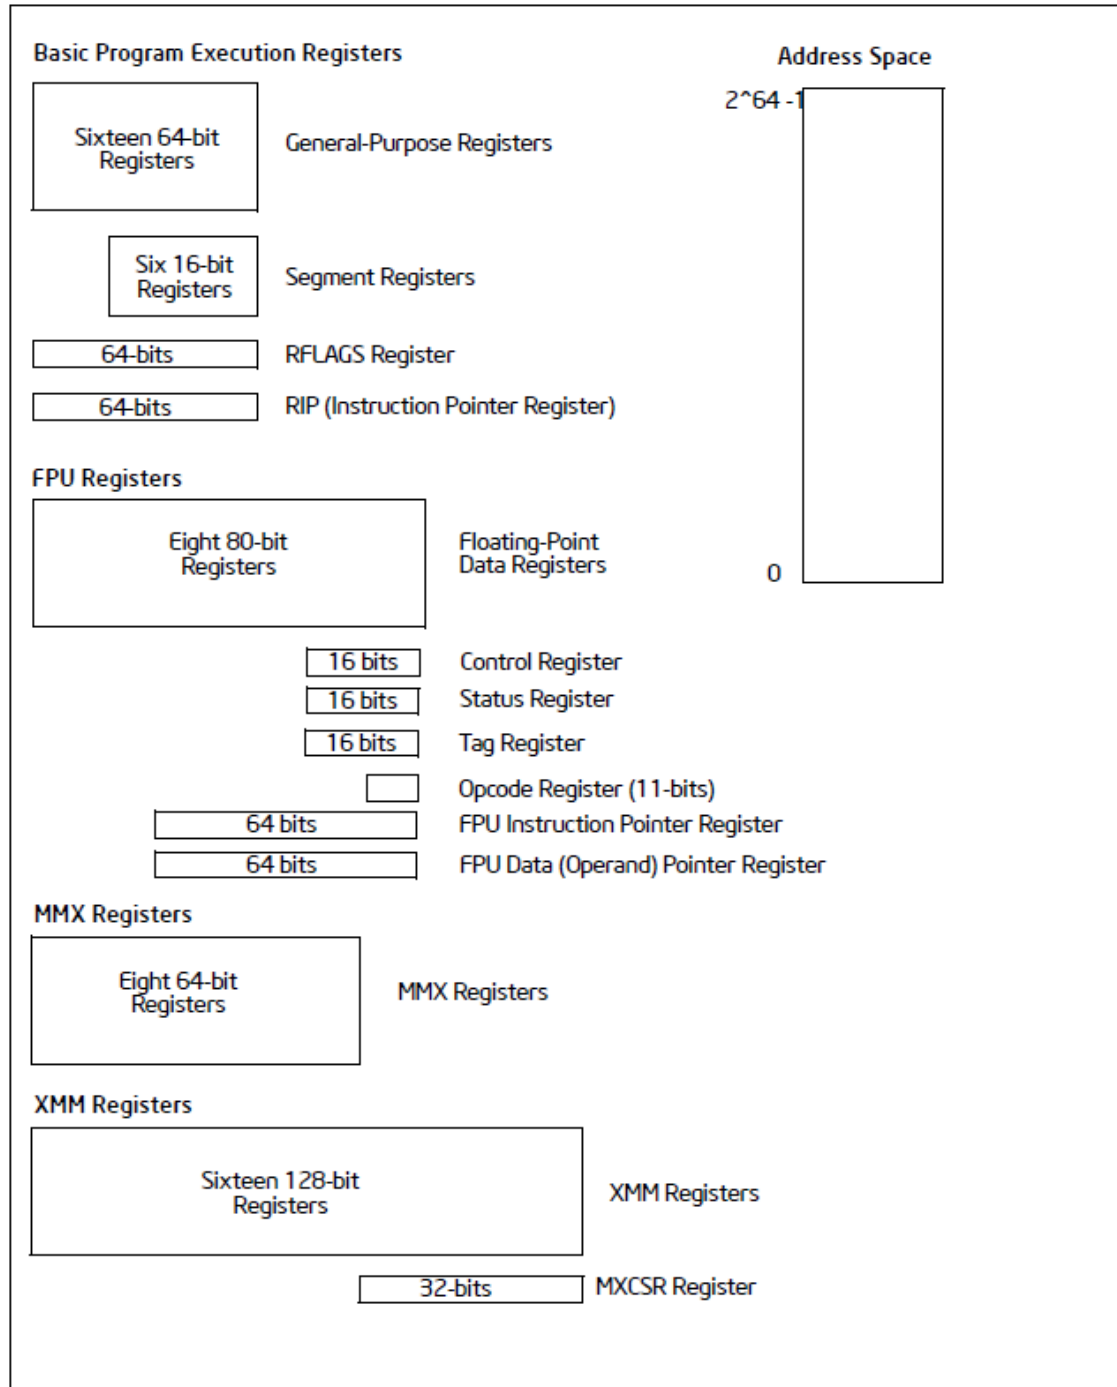 Basic Program Execution Registers
Address Space
2^64 -1
Sixteen 64-bit
Registers
General-Purpose Registers
Six 16-bit
Registers
Segment Registers
64-bits
RFLAGS Register
64-bits
RIP (Instruction Pointer Register)
FPU Registers
Eight 80-bit
Registers
Floating-Point
Data Registers
0
16 bits
Control Register
16 bits
Status Register
16 bits
Tag Register
Opcode Register (11-bits)
64 bits
FPU Instruction Pointer Register
64 bits
FPU Data (Operand) Pointer Register
MMX Registers
Eight 64-bit
Registers
MMX Registers
XMM Registers
Sixteen 128-bit
Registers
XMM Registers
32-bits
MXCSR Register